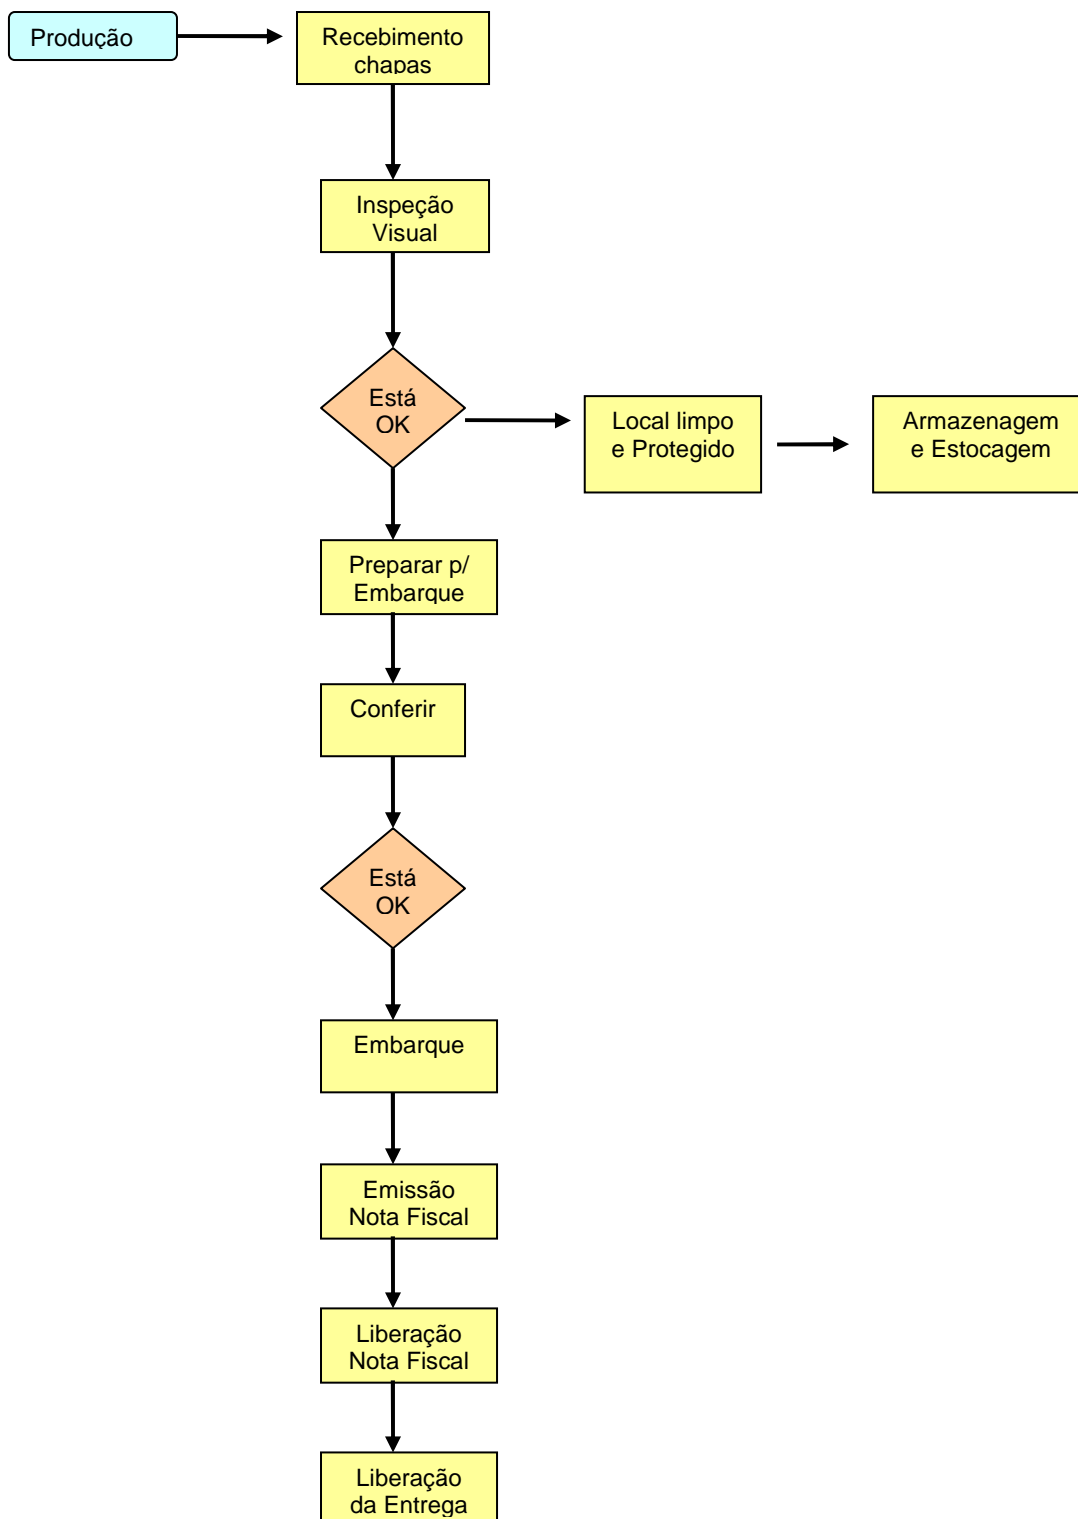 Produção
Recebimento
chapas
Inspeção
Visual
Está
OK
Local limpo
e Protegido
Armazenagem
e Estocagem
Preparar p/
Embarque
Conferir
Está
OK
Embarque
Emissão
Nota Fiscal
Liberação
Nota Fiscal
Liberação
da Entrega